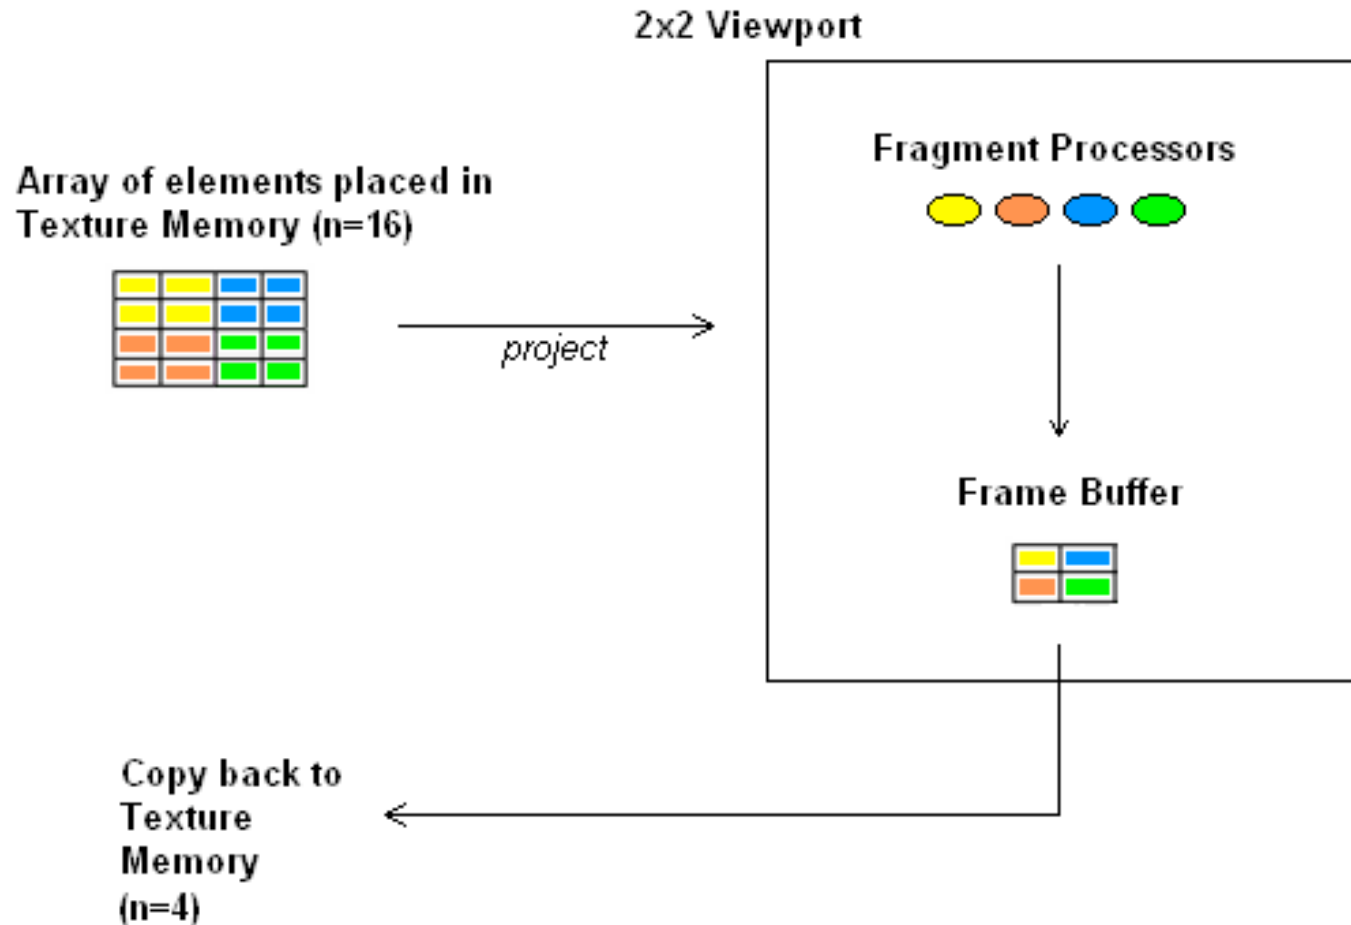 2x2 Viewport
Fragment Processors
Array of elements placed in
Texture Memory (n=16)
project
Frame Buffer
Copy back to
Texture
Memory
(n=4)